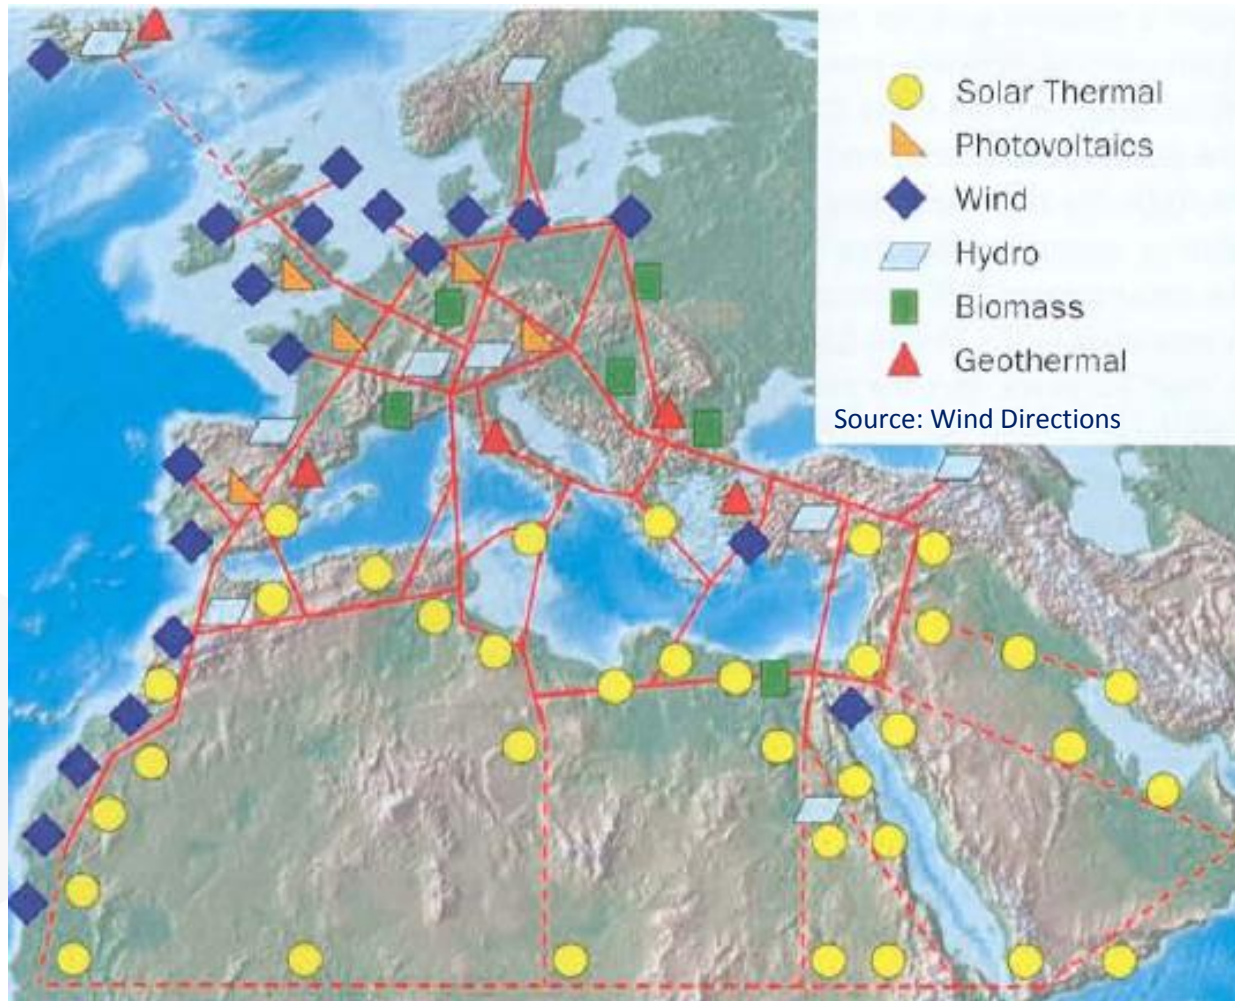 Solar Thermal
Photovoltaics
Wind
Hydro
Biomass
Geothermal
Source: Wind Directions